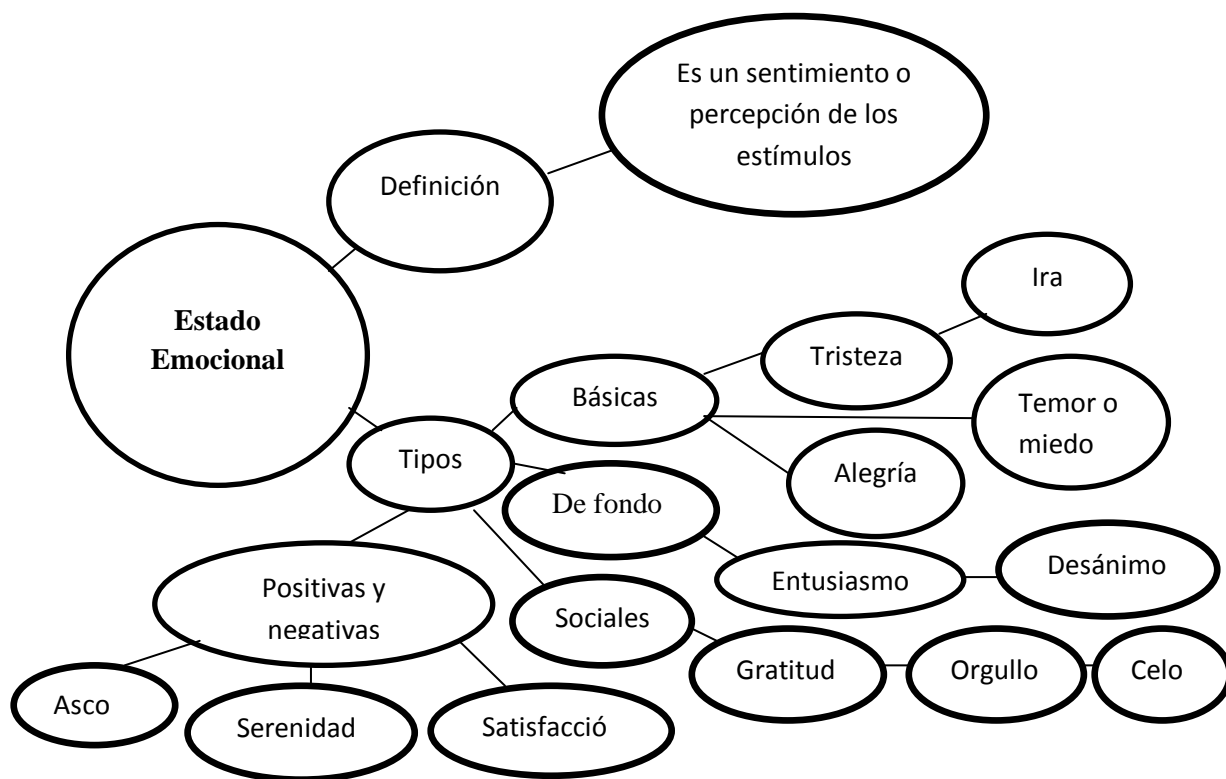 Es un sentimiento o
percepción de los
estímulos
Definición
Estado
Emocional
Ira
Tristeza
Básicas
Temor o
miedo
Tipos
Alegría
De fondo
Entusiasmo
Desánimo
Positivas y
negativas
Sociales
Gratitud
Orgullo
Celo
Asco
Serenidad
Satisfacció